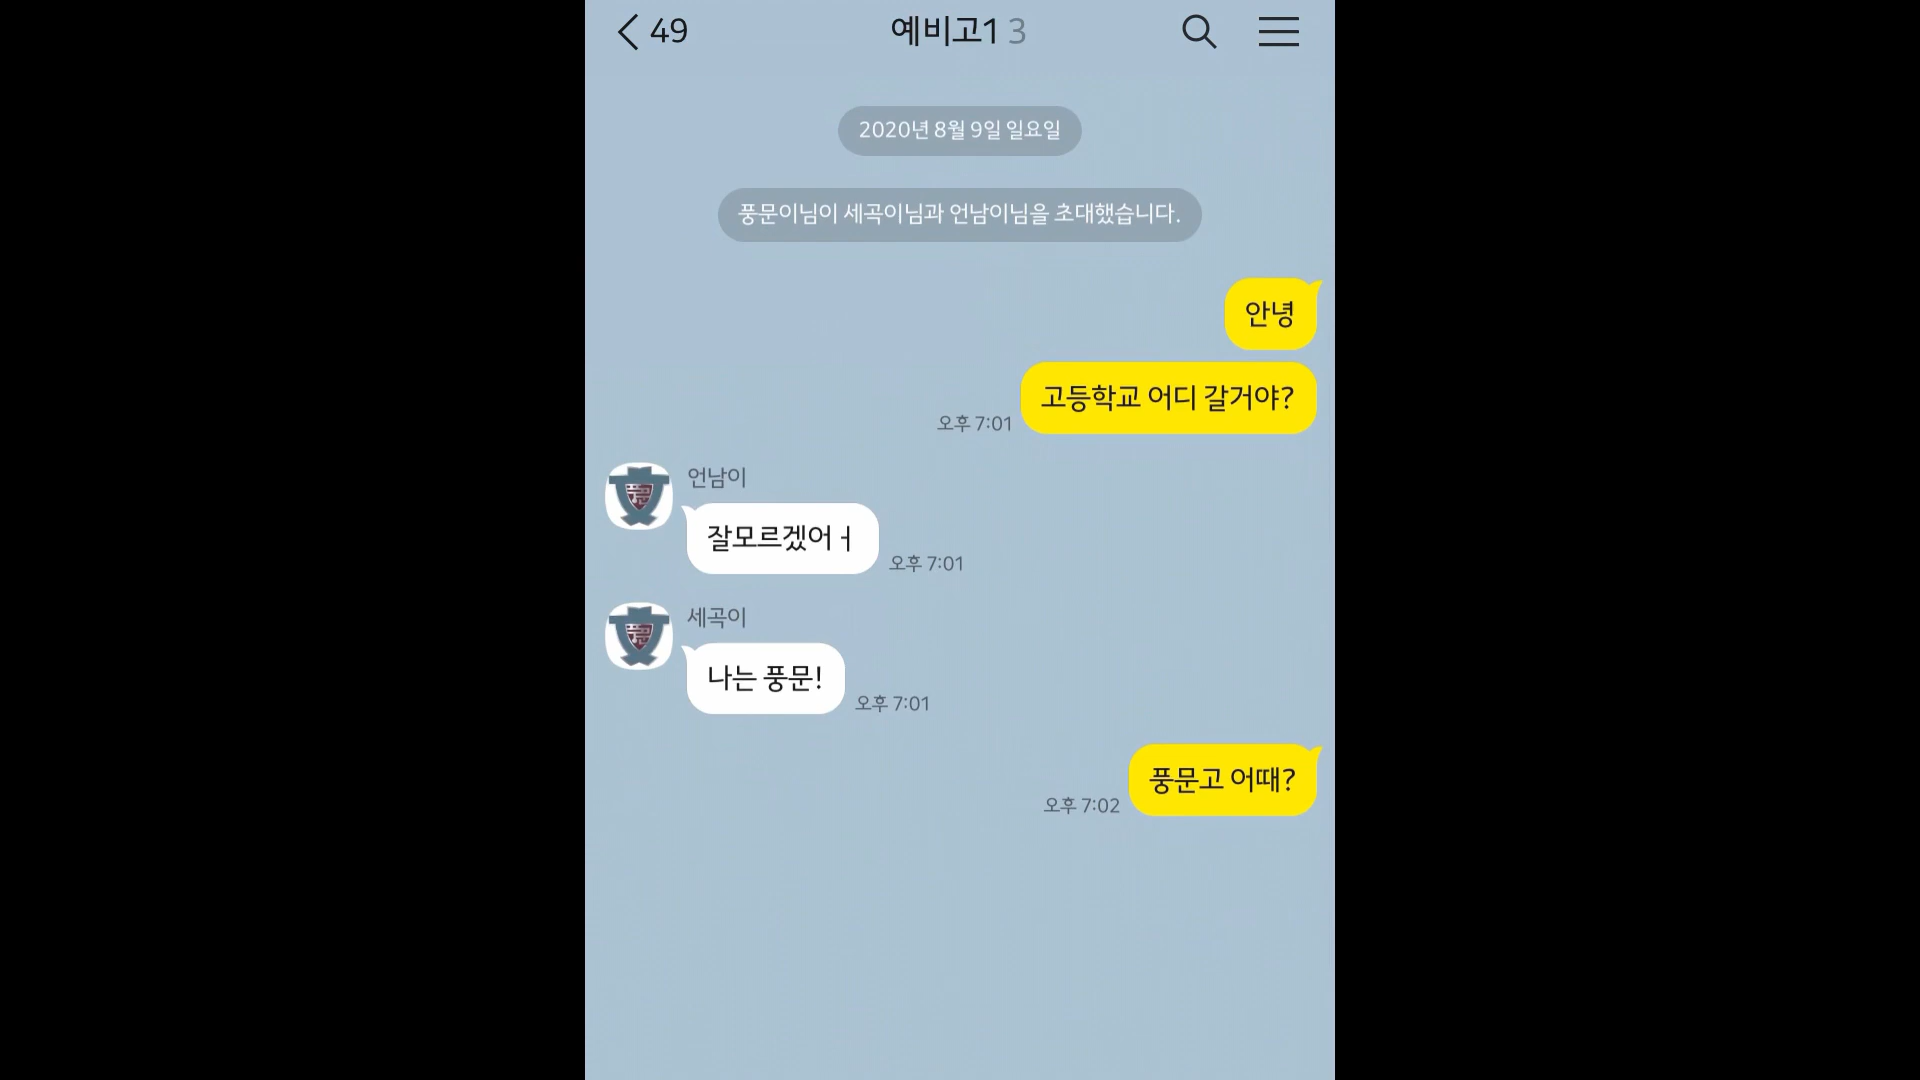 49
예비고1 3
2020년 8월 9일 일요일
풍문이님이 세곡이님과 언남이님을 초대했습니다.
안녕
고등학교 어디 갈거야?
오후 7:01
언남이
잘모르겠어ㅓ
오후 7:01
세곡이
나는 풍문!
오후 7:01
풍문고 어때?
오후 7:02